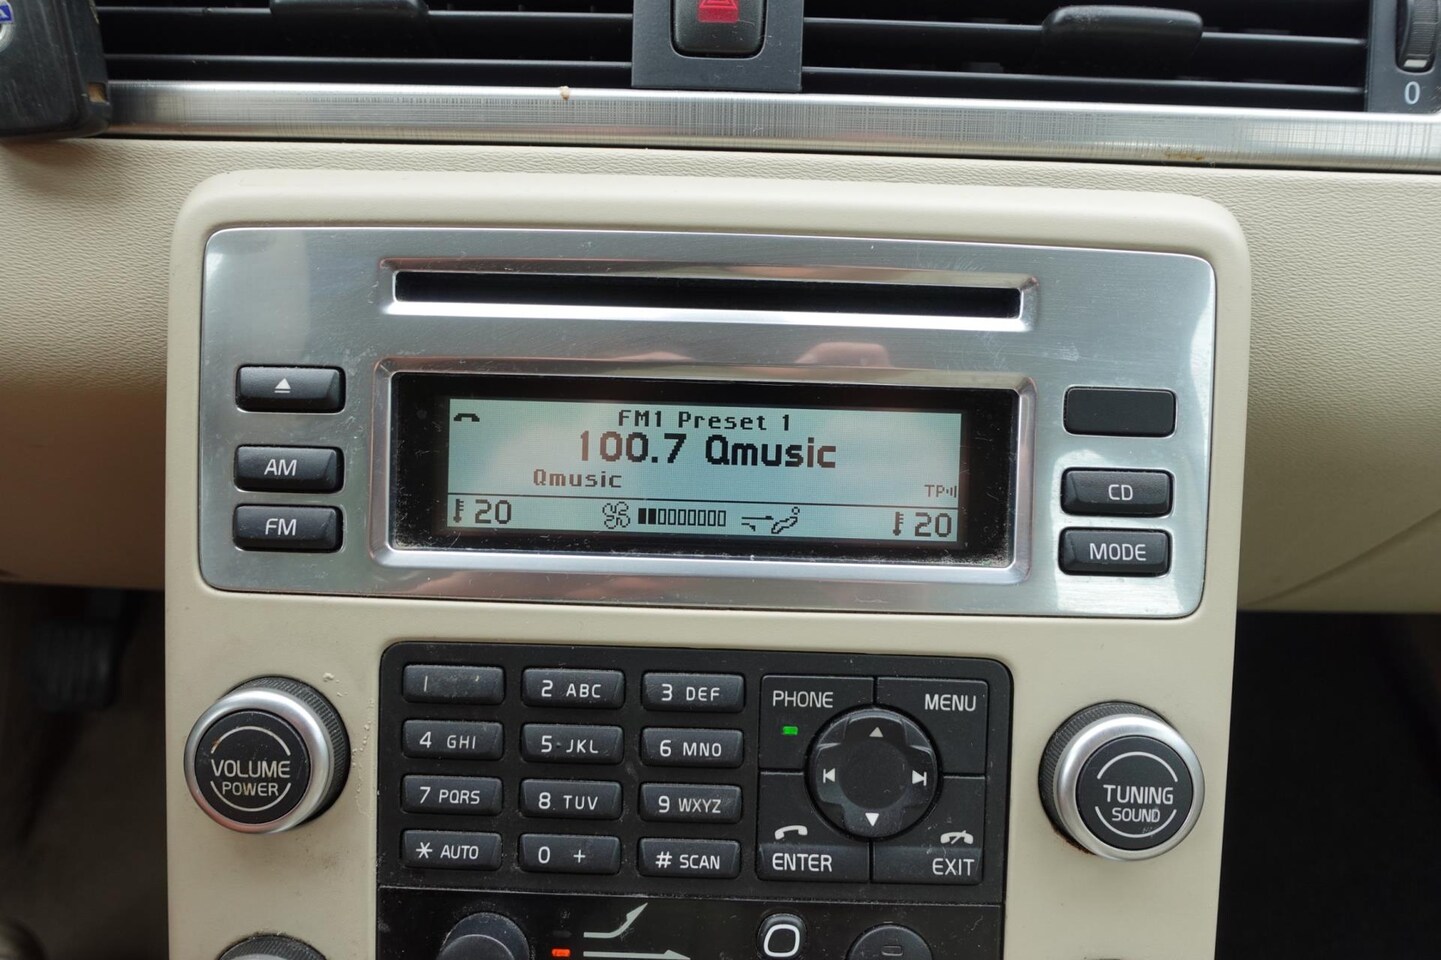 0
FM1 Preset 1
100.7 Qmusic
Qmusic
TP
20
20
AM
FM
CD
MODE
1
2 ABC
3 DEF
4 GHI
5 JKL
6 MNO
7 PQRS
8 TUV
9 WXYZ
* AUTO
0 +
# SCAN
PHONE
MENU
ENTER
EXIT
VOLUME
POWER
TUNING
SOUND